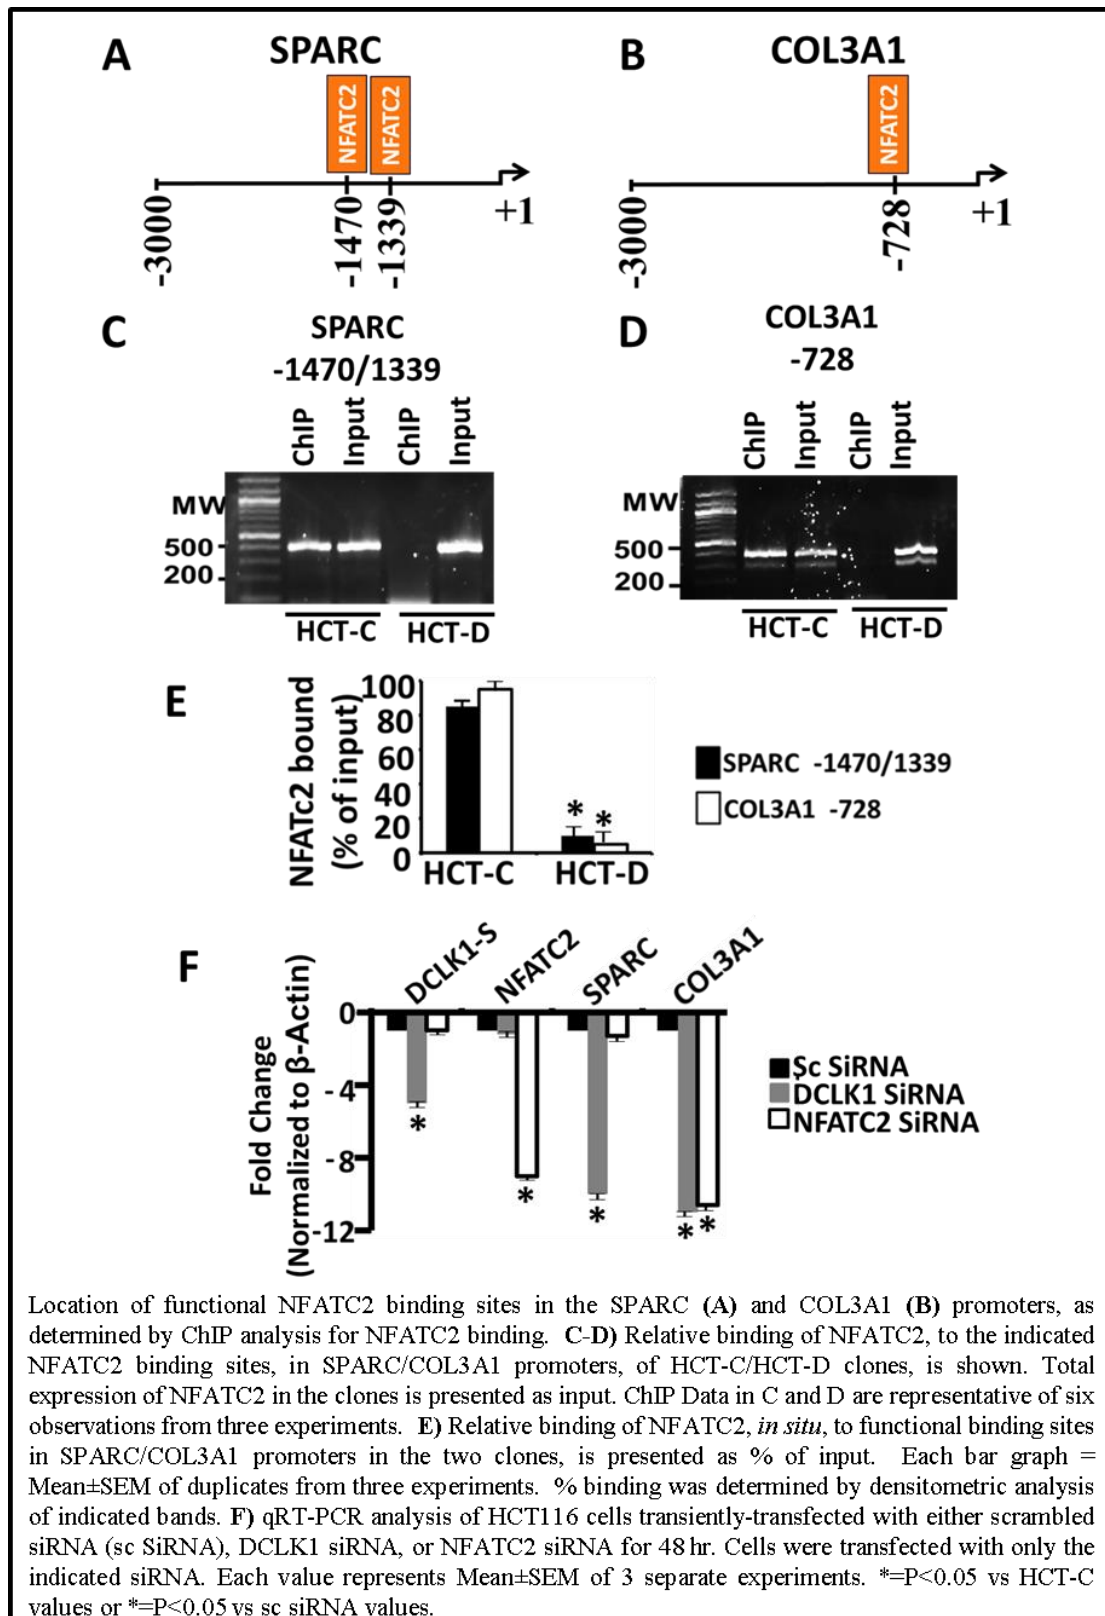 A
SPARC
B
COL3A1
NFATC2
NFATC2
NFATC2
-3000
-1470
-1339
+1
-3000
-728
+1
C
SPARC
-1470/1339
D
COL3A1
-728
ChIP
Input
ChIP
Input
ChIP
Input
ChIP
Input
MW
500
200
MW
500
200
HCT-C
HCT-D
HCT-C
HCT-D
E
NFATc2 bound
(% of input)
100
80
60
40
20
0
* *
HCT-C
HCT-D
SPARC -1470/1339
COL3A1 -728
F
DCLK1-S
NFATC2
SPARC
COL3A1
Fold Change
(Normalized to β-Actin)
0
-4
-8
-12
*
*
*
* *
Sc SiRNA
DCLK1 SiRNA
NFATC2 SiRNA
Location of functional NFATC2 binding sites in the SPARC (A) and COL3A1 (B) promoters, as
determined by ChIP analysis for NFATC2 binding. C-D) Relative binding of NFATC2, to the indicated
NFATC2 binding sites, in SPARC/COL3A1 promoters, of HCT-C/HCT-D clones, is shown. Total
expression of NFATC2 in the clones is presented as input. ChIP Data in C and D are representative of six
observations from three experiments. E) Relative binding of NFATC2, in situ, to functional binding sites
in SPARC/COL3A1 promoters in the two clones, is presented as % of input. Each bar graph =
Mean±SEM of duplicates from three experiments. % binding was determined by densitometric analysis
of indicated bands. F) qRT-PCR analysis of HCT116 cells transiently-transfected with either scrambled
siRNA (sc SiRNA), DCLK1 siRNA, or NFATC2 siRNA for 48 hr. Cells were transfected with only the
indicated siRNA. Each value represents Mean±SEM of 3 separate experiments. *=P<0.05 vs HCT-C
values or *=P<0.05 vs sc siRNA values.